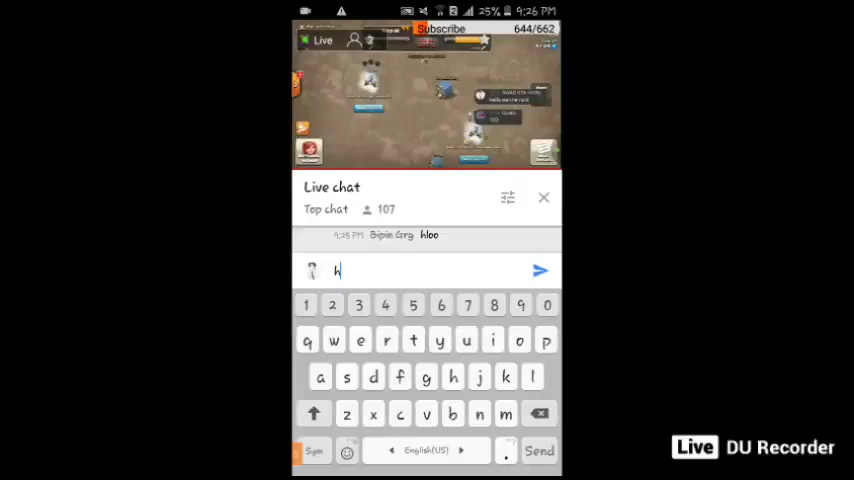 25% 9:26 PM
Subscribe 644/662
Live
Live chat
Top chat 107
9:25 PM Bipin Grg hloo
h
1 2 3 4 5 6 7 8 9 0
q w e r t y u i o p
a s d f g h j k l
z x c v b n m
Sym English(US) . Send
Live DU Recorder